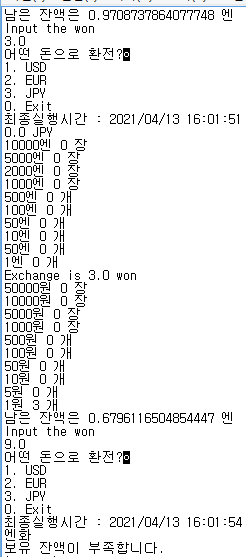 남은 잔액은 0.9708737864077748 엔
Input the won
3.0
어떤 돈으로 환전?
1. USD
2. EUR
3. JPY
0. Exit
최종실행시간 : 2021/04/13 16:01:51
0.0 JPY
10000엔 0 장
5000엔 0 장
2000엔 0 장
1000엔 0 장
500엔 0 개
100엔 0 개
50엔 0 개
10엔 0 개
50엔 0 개
1엔 0 개
Exchange is 3.0 won
50000원 0 장
10000원 0 장
5000원 0 장
1000원 0 장
500원 0 개
100원 0 개
50원 0 개
10원 0 개
5원 0 개
1원 3 개
남은 잔액은 0.6796116504854447 엔
Input the won
9.0
어떤 돈으로 환전?
1. USD
2. EUR
3. JPY
0. Exit
최종실행시간 : 2021/04/13 16:01:54
엔화
보유 잔액이 부족합니다.